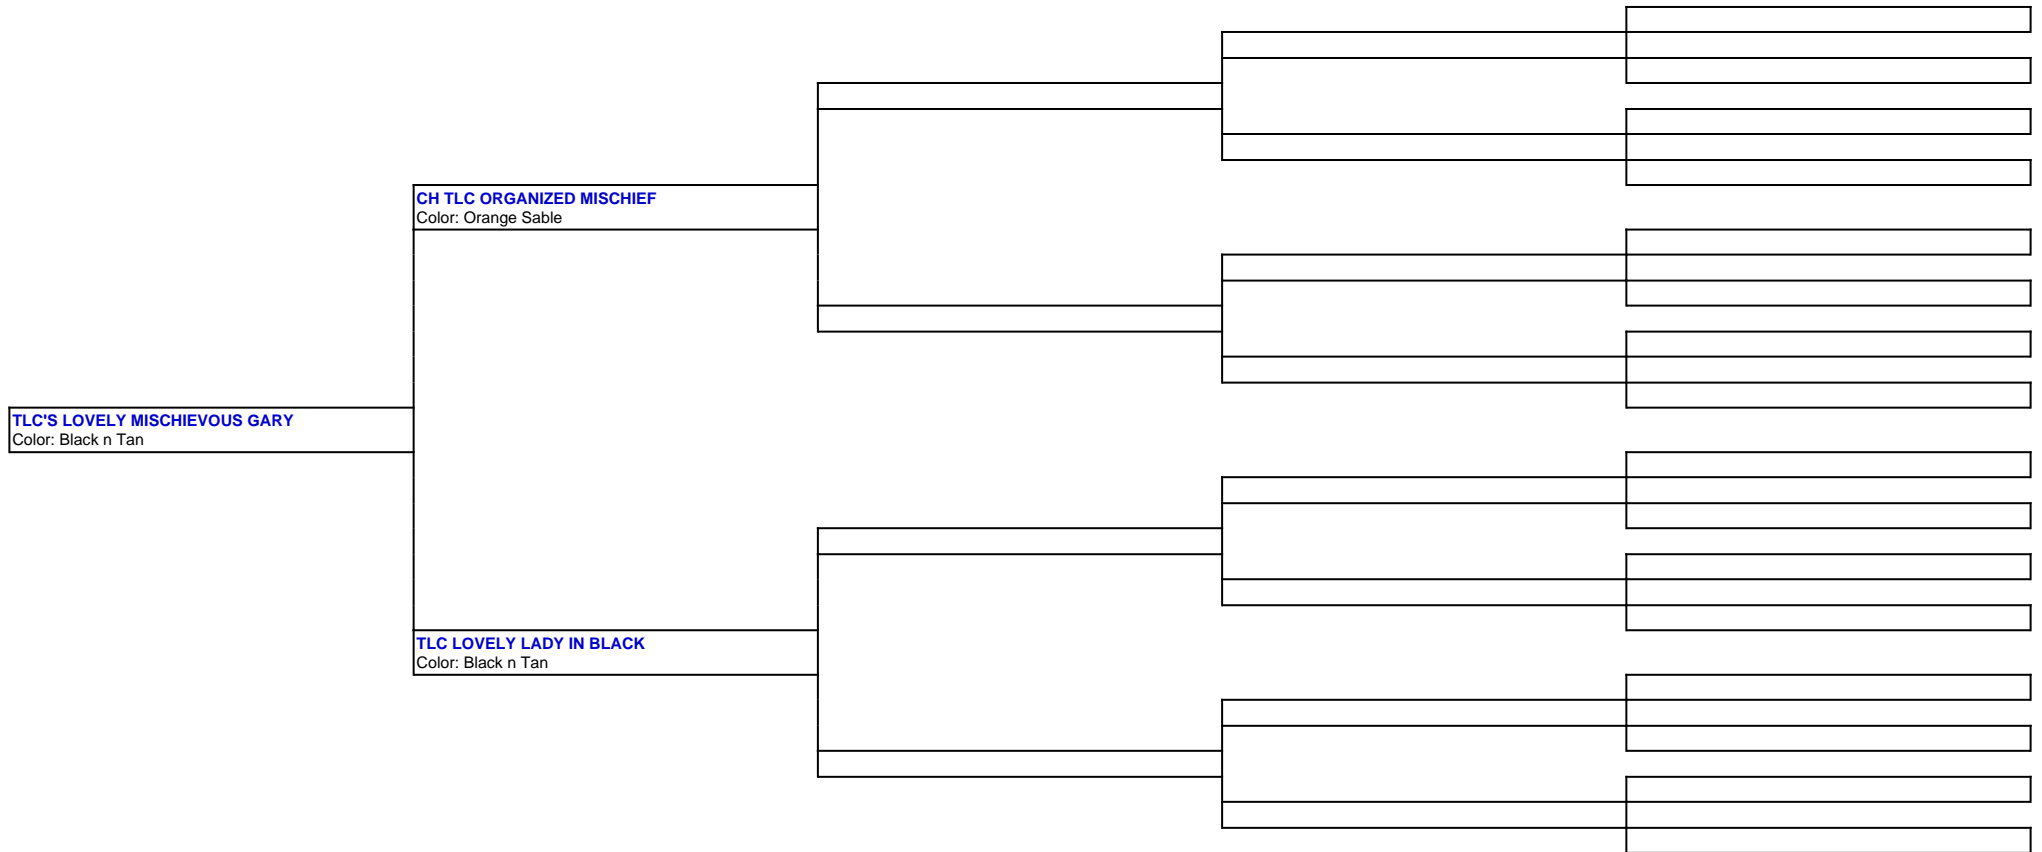 CH TLC ORGANIZED MISCHIEF
Color: Orange Sable
TLC'S LOVELY MISCHIEVOUS GARY
Color: Black n Tan
TLC LOVELY LADY IN BLACK
Color: Black n Tan